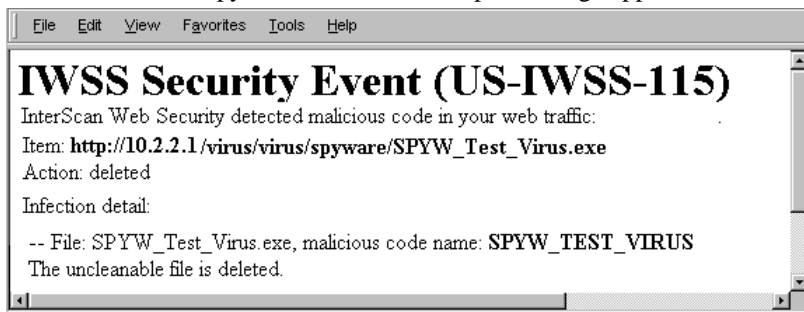 File Edit View Favorites Tools Help
IWSS Security Event (US-IWSS-115)
InterScan Web Security detected malicious code in your web traffic:
Item: http://10.2.2.1/virus/virus/spyware/SPYW_Test_Virus.exe
Action: deleted
Infection detail:
-- File: SPYW_Test_Virus.exe, malicious code name: SPYW_TEST_VIRUS
The uncleanable file is deleted.